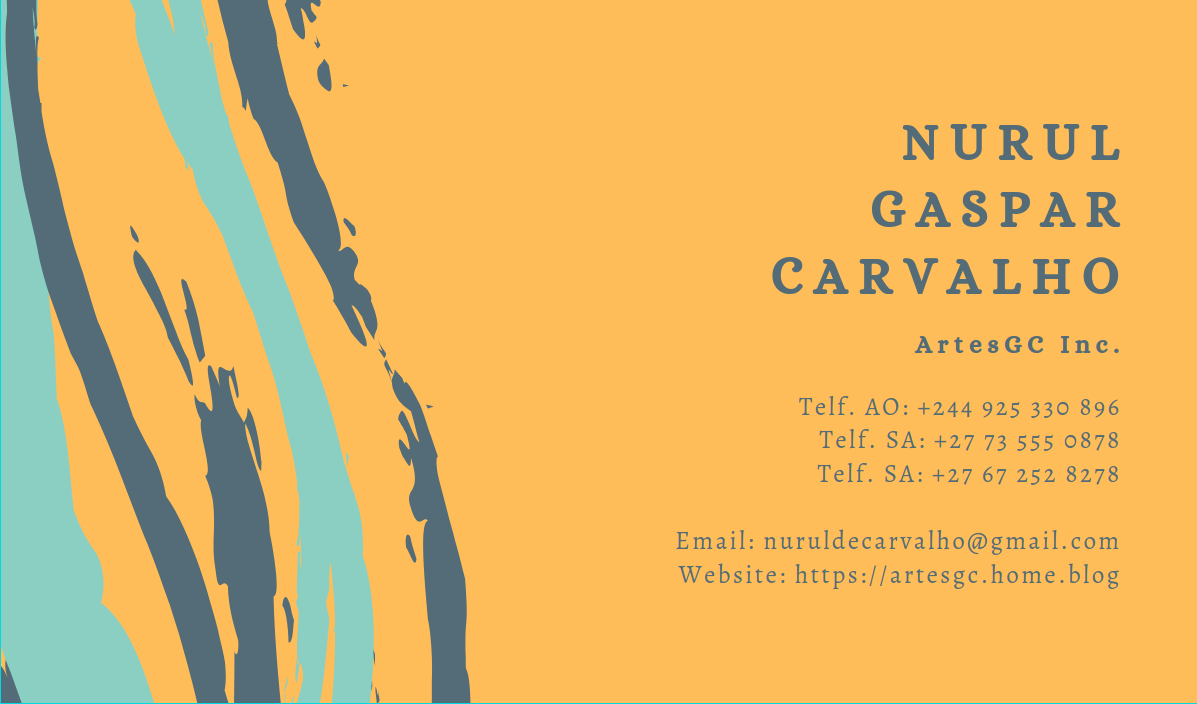 NURUL
GASPAR
CARVALHO
ArtesGC Inc.
Telf. AO: +244 925 330 896
Telf. SA: +27 73 555 0878
Telf. SA: +27 67 252 8278
Email: nuruldecarvalho@gmail.com
Website: https://artesgc.home.blog